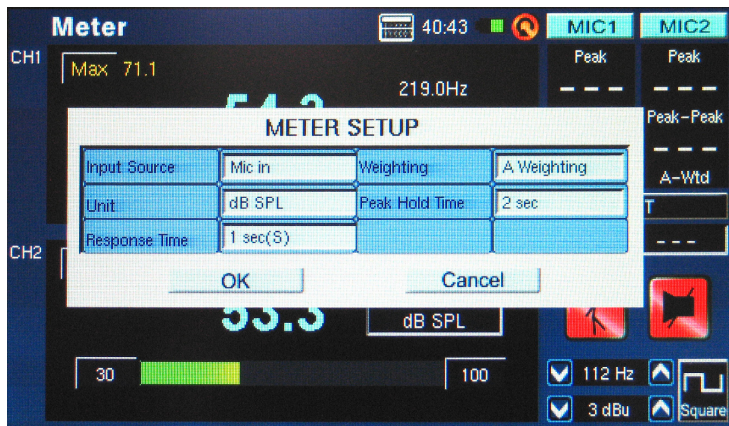 Meter
40:43
MIC1
MIC2
CH1
Max 71.1
219.0Hz
Peak
Peak
Peak-Peak
A-Wtd
METER SETUP
Input Source
Mic in
Weighting
A Weighting
Unit
dB SPL
Peak Hold Time
2 sec
Response Time
1 sec(S)
OK
Cancel
CH2
53.3
dB SPL
30
100
112 Hz
3 dBu
Square